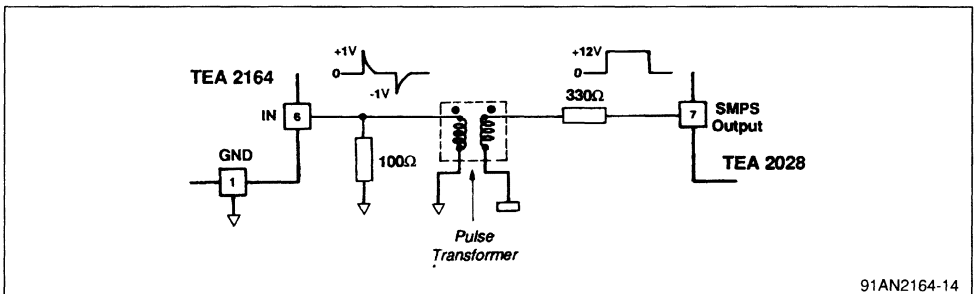 +1V
0
-1V
+12V
0
TEA 2164
330Ω
IN
6
7
SMPS
Output
GND
100Ω
TEA 2028
1
Pulse
Transformer
91AN2164-14